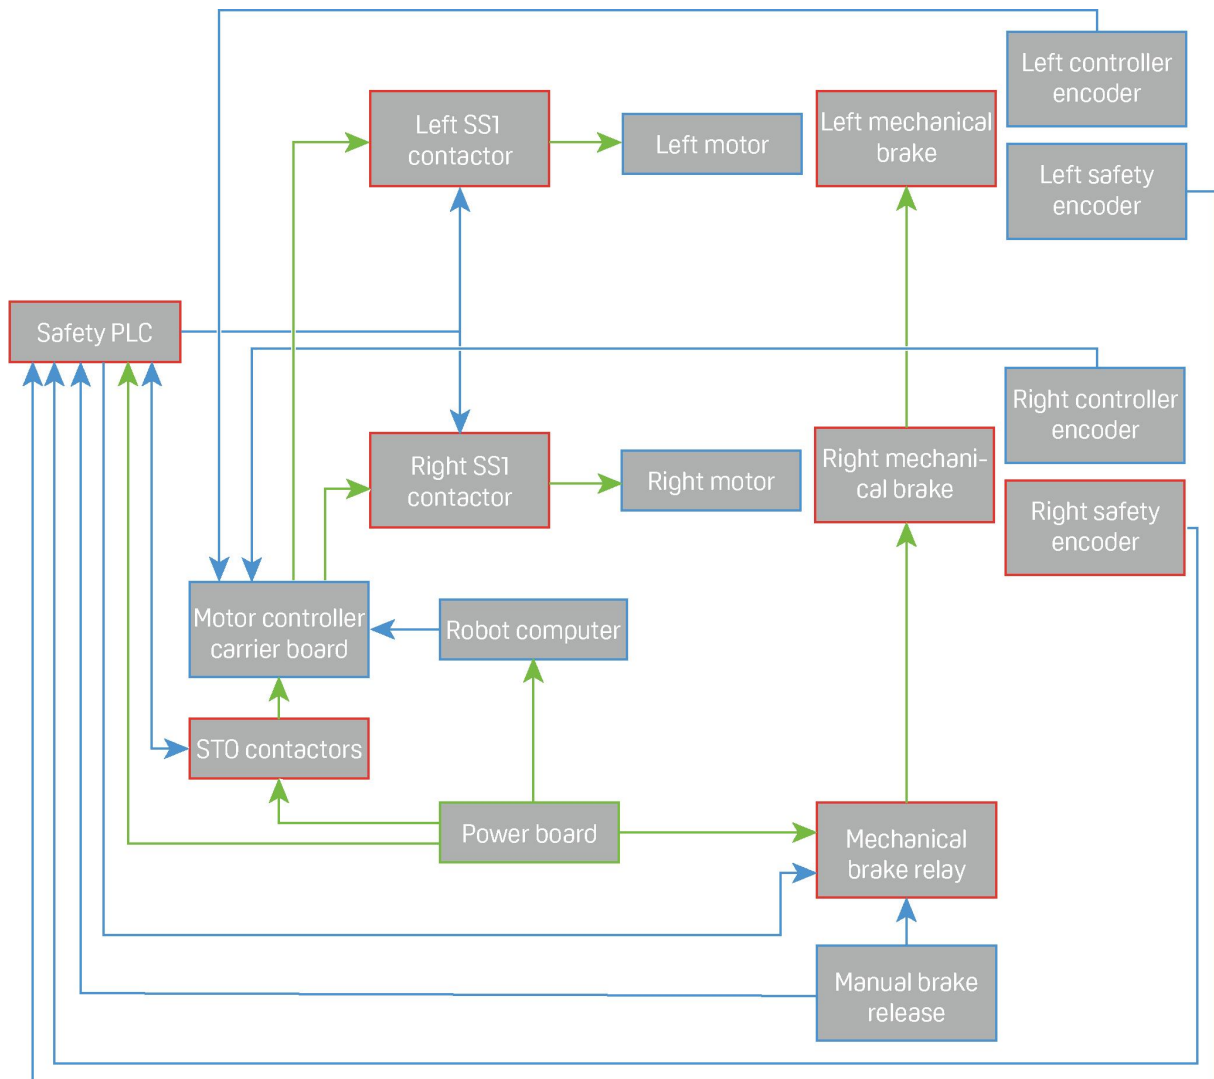 Left controller
encoder
Left SS1
contactor
Left motor
Left mechanical
brake
Left safety
encoder
Safety PLC
Right controller
encoder
Right SS1
contactor
Right motor
Right mechani-
cal brake
Right safety
encoder
Motor controller
carrier board
Robot computer
STO contactors
Power board
Mechanical
brake relay
Manual brake
release